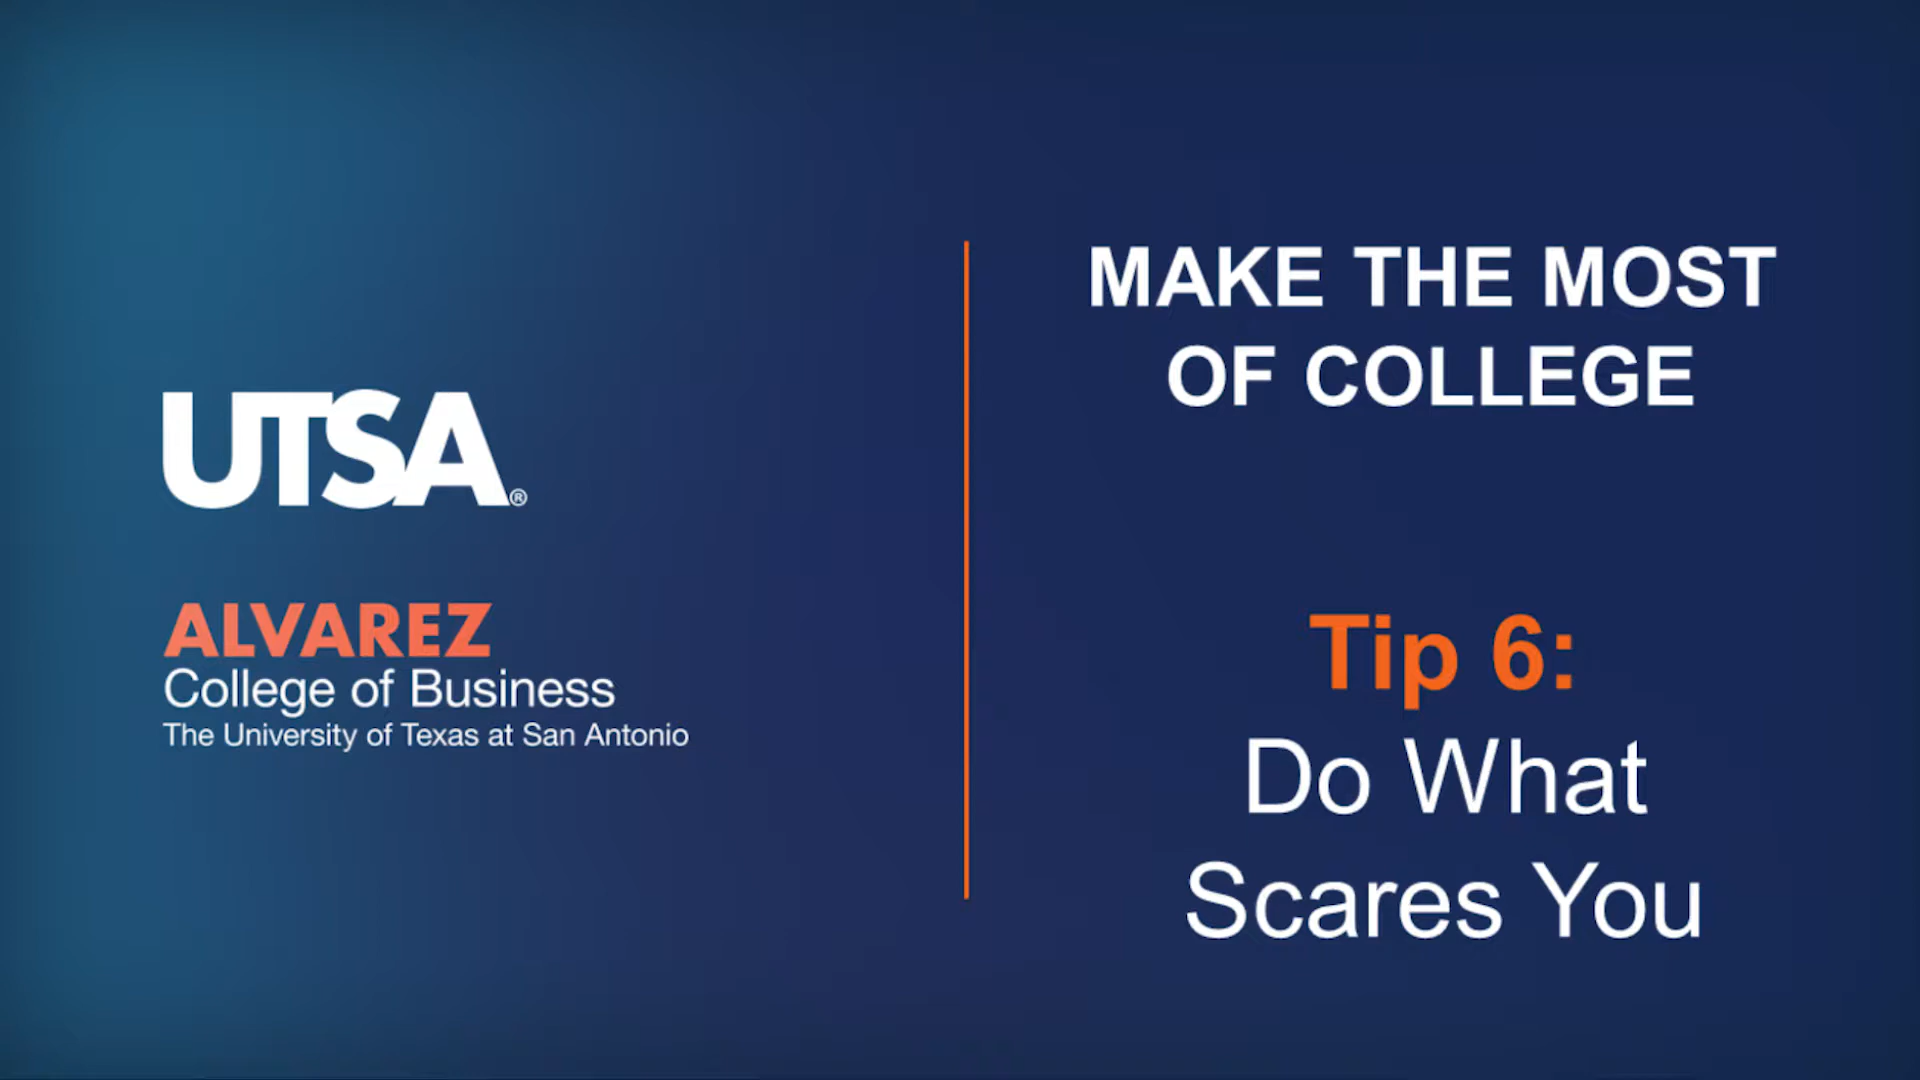 UTSA®
ALVAREZ
College of Business
The University of Texas at San Antonio
MAKE THE MOST
OF COLLEGE
Tip 6:
Do What
Scares You